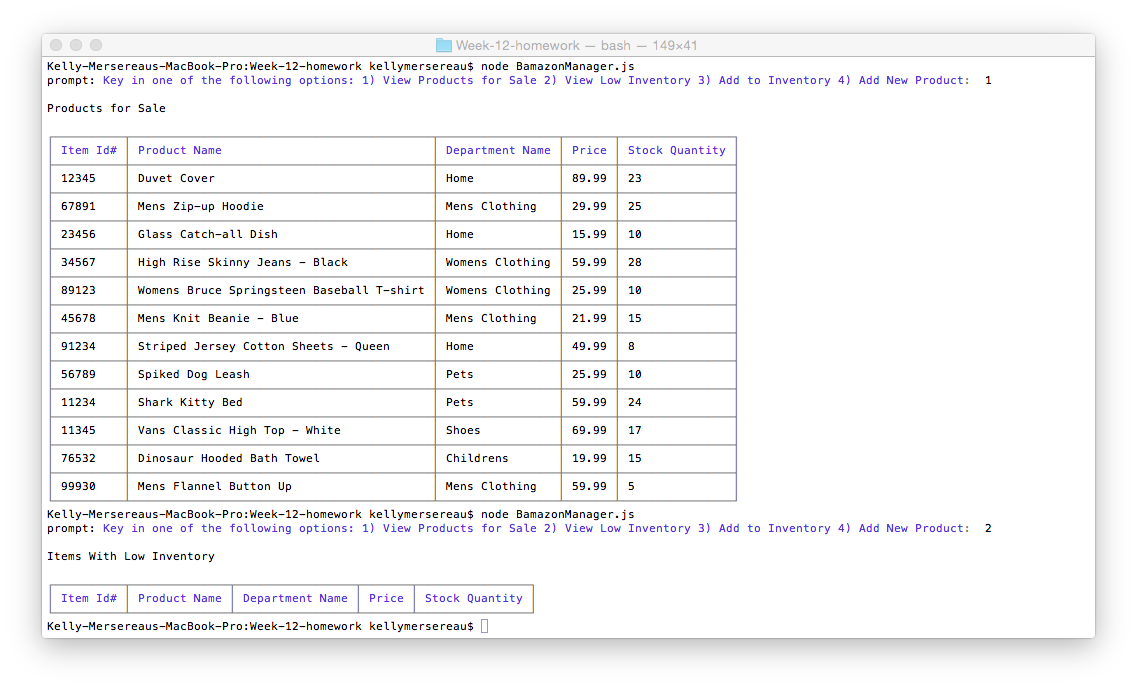 Week-12-homework — bash — 149×41
Kelly-Mersereaus-MacBook-Pro:Week-12-homework kellymersereau$ node BamazonManager.js
prompt: Key in one of the following options: 1) View Products for Sale 2) View Low Inventory 3) Add to Inventory 4) Add New Product:  1
Products for Sale
Item Id# Product Name Department Name Price Stock Quantity
12345 Duvet Cover Home 89.99 23
67891 Mens Zip-up Hoodie Mens Clothing 29.99 25
23456 Glass Catch-all Dish Home 15.99 10
34567 High Rise Skinny Jeans - Black Womens Clothing 59.99 28
89123 Womens Bruce Springsteen Baseball T-shirt Womens Clothing 25.99 10
45678 Mens Knit Beanie - Blue Mens Clothing 21.99 15
91234 Striped Jersey Cotton Sheets - Queen Home 49.99 8
56789 Spiked Dog Leash Pets 25.99 10
11234 Shark Kitty Bed Pets 59.99 24
11345 Vans Classic High Top - White Shoes 69.99 17
76532 Dinosaur Hooded Bath Towel Childrens 19.99 15
99930 Mens Flannel Button Up Mens Clothing 59.99 5
Kelly-Mersereaus-MacBook-Pro:Week-12-homework kellymersereau$ node BamazonManager.js
prompt: Key in one of the following options: 1) View Products for Sale 2) View Low Inventory 3) Add to Inventory 4) Add New Product:  2
Items With Low Inventory
Item Id# Product Name Department Name Price Stock Quantity
Kelly-Mersereaus-MacBook-Pro:Week-12-homework kellymersereau$